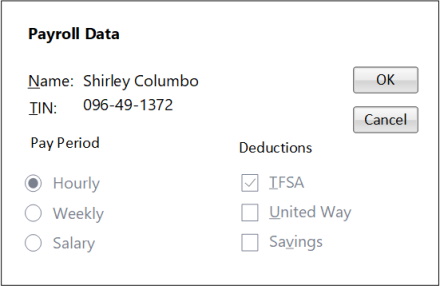 Payroll Data
Name: Shirley Columbo
TIN: 096-49-1372
OK
Cancel
Pay Period
Hourly
Weekly
Salary
Deductions
TFSA
United Way
Savings